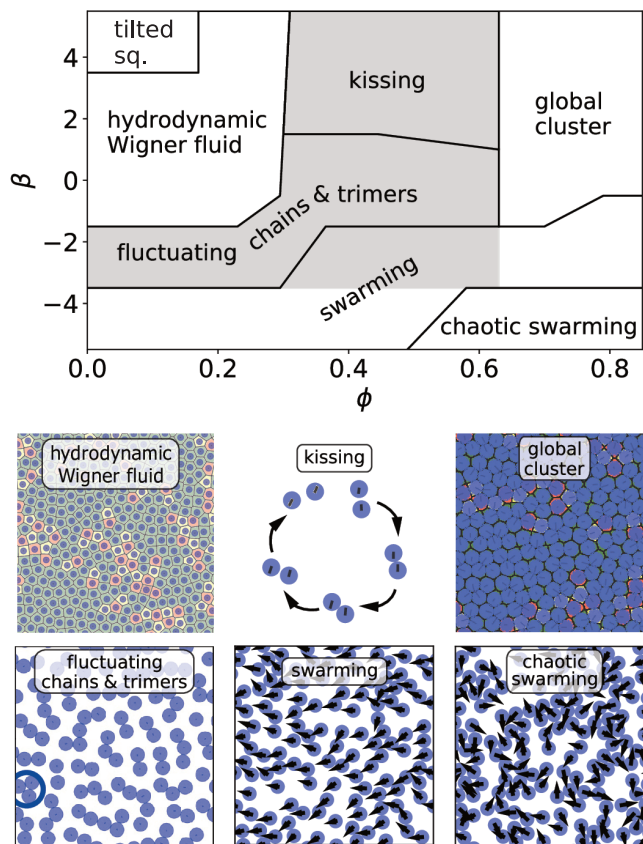 tilted
sq.
4
hydrodynamic
Wigner fluid
kissing
global
cluster
2
β
0
chains & trimers
−2
fluctuating
swarming
−4
chaotic swarming
0.0 0.2 0.4 0.6 0.8
ϕ
hydrodynamic
Wigner fluid
kissing
global
cluster
fluctuating
chains & trimers
swarming
chaotic
swarming